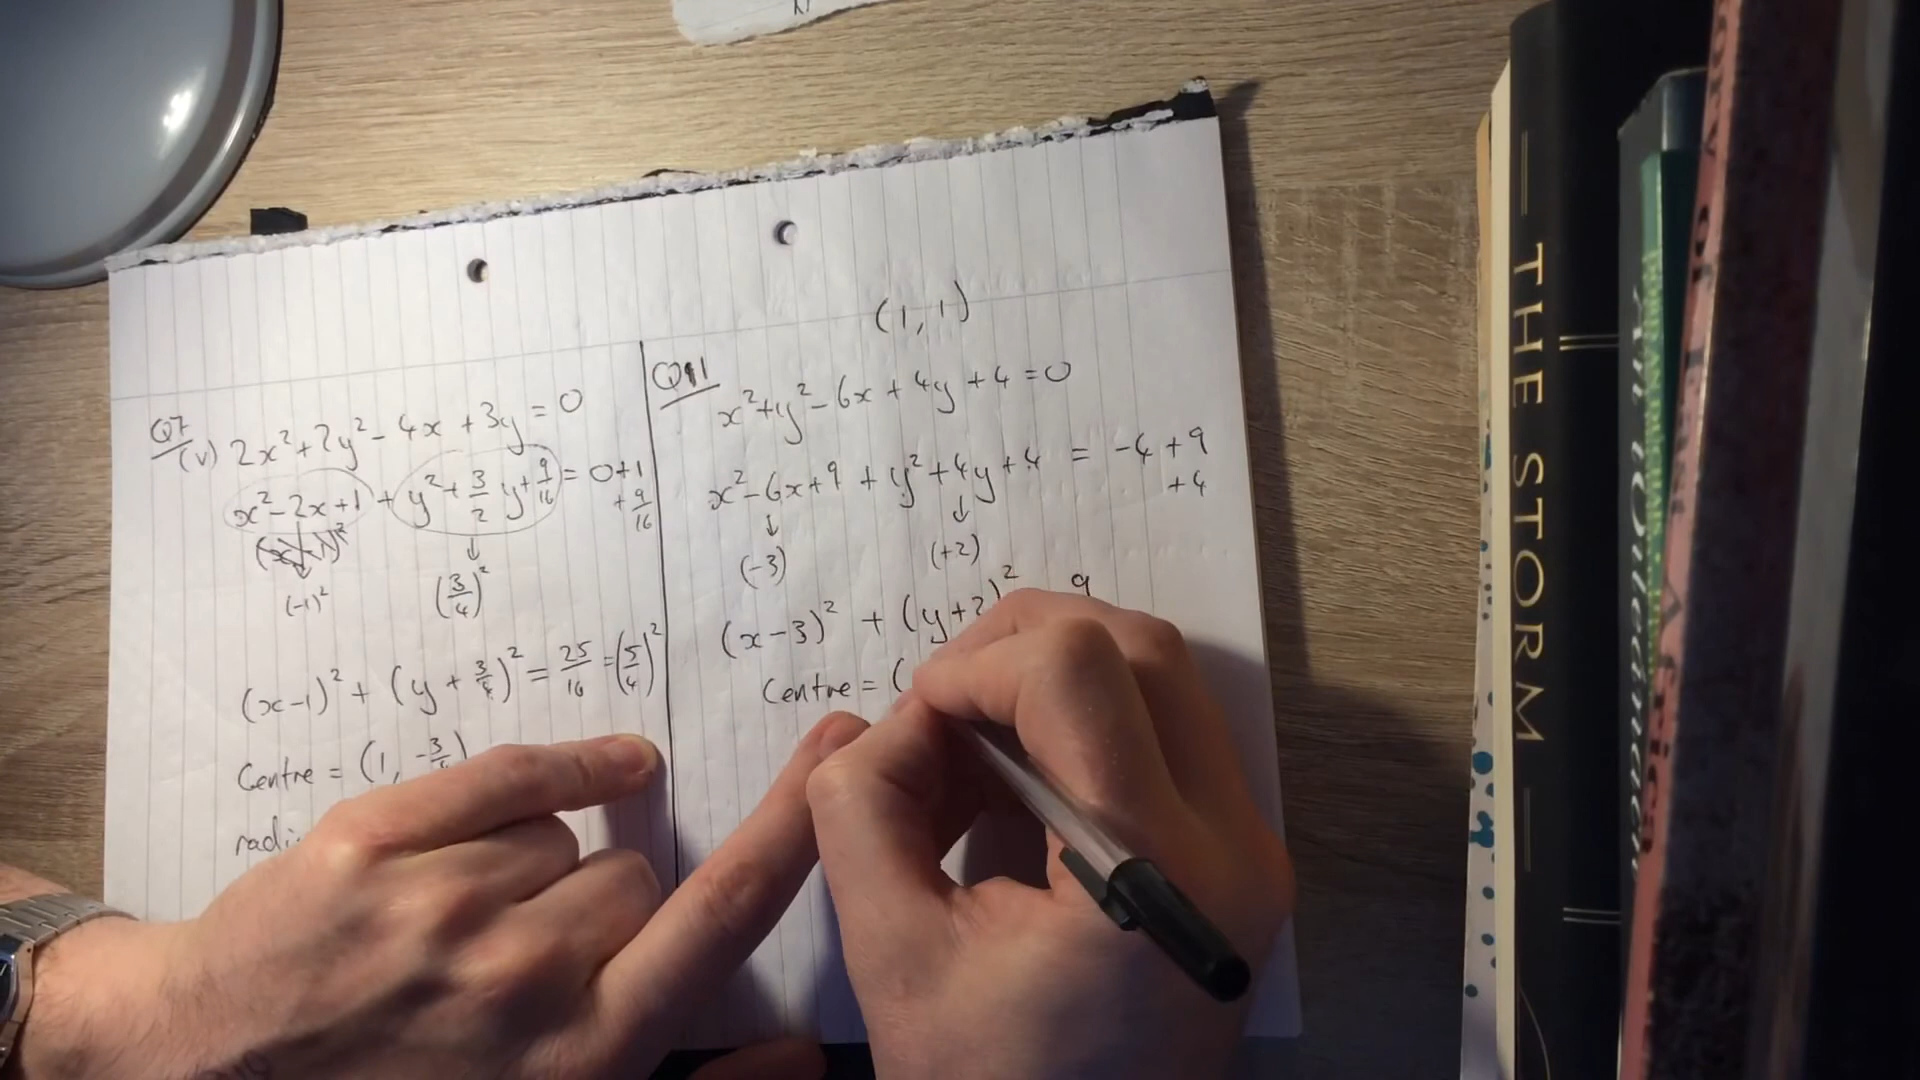 Q7
(v) 2x² + 2y² - 4x + 3y = 0
x² - 2x + 1 + y² + 3/2 y + 9/16 = 0 + 1 + 9/16
(-1)² (3/4)²
(x-1)² + (y + 3/4)² = 25/16 = (5/4)²
Centre = (1, -3/4)
(1, 1)
Q11
x² + y² - 6x + 4y + 4 = 0
x² - 6x + 9 + y² + 4y + 4 = -4 + 9 + 4
(-3) (+2)
(x-3)² + (y+2)² 9
Centre = (
THE STORM